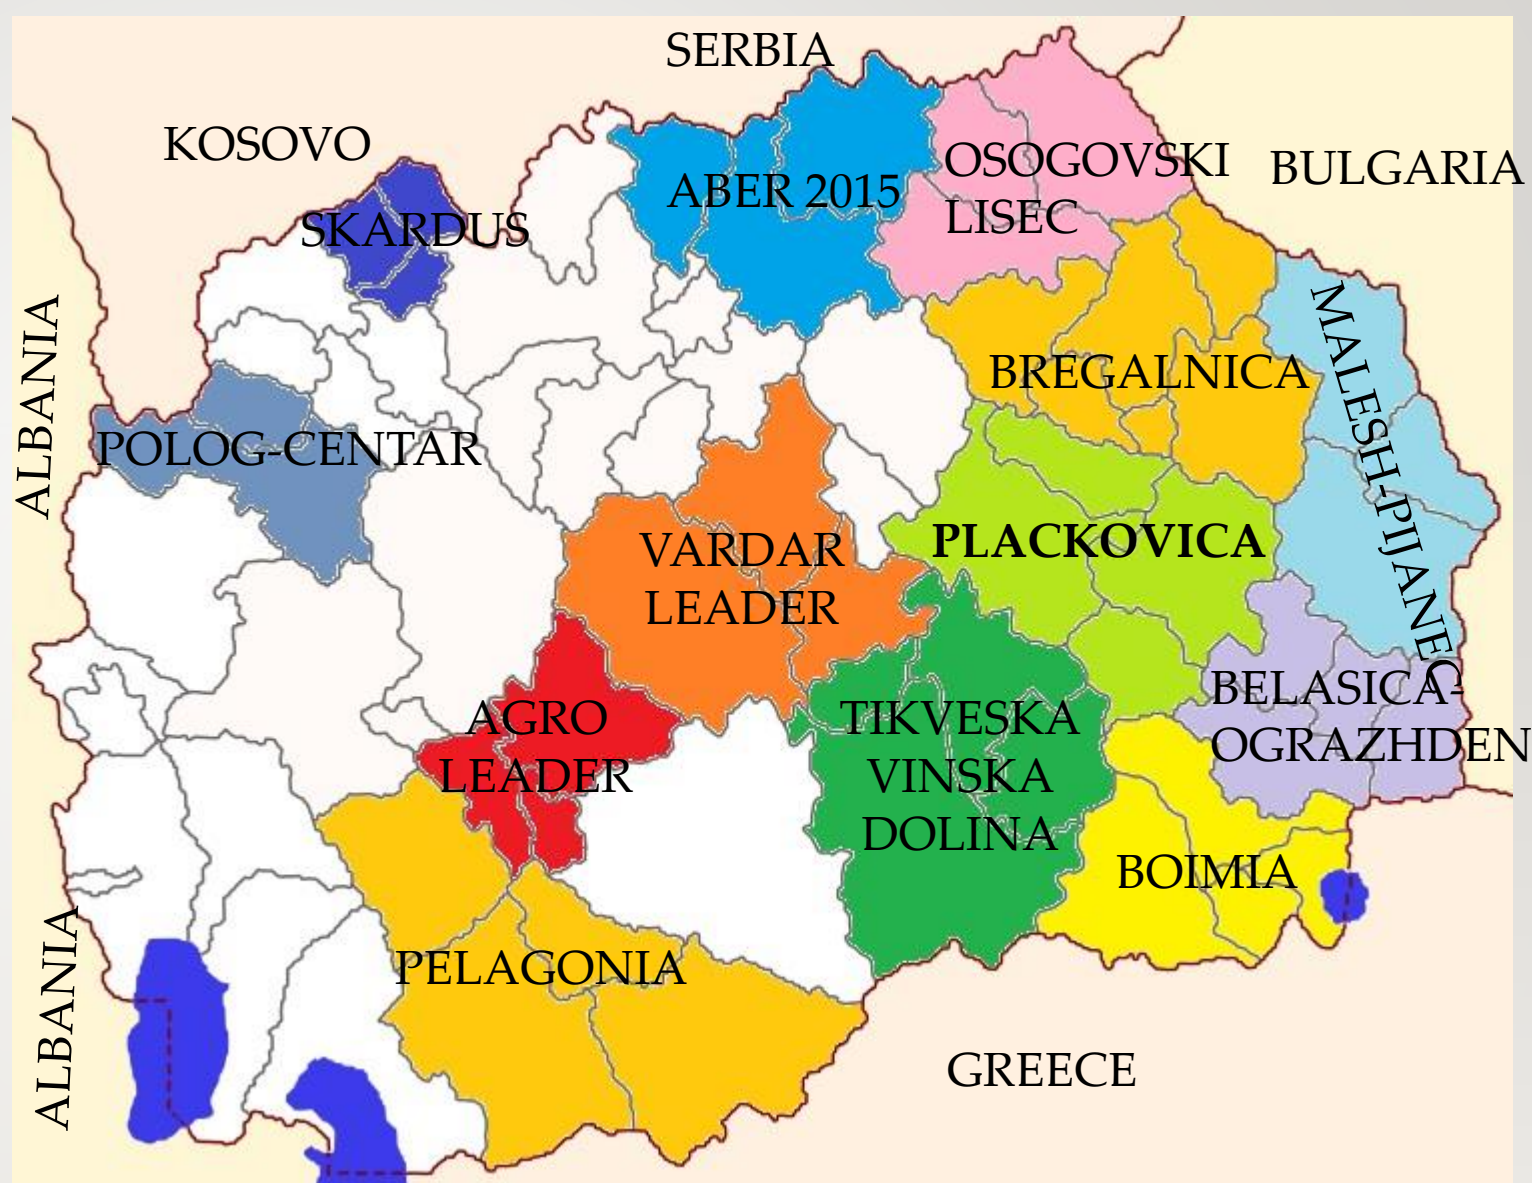 SERBIA
KOSOVO
OSOGOVSKI
LISEC
BULGARIA
ABER 2015
SKARDUS
ALBANIA
MALESH-PIJANEC
BREGALNICA
POLOG-CENTAR
PLACKOVICA
VARDAR
LEADER
BELASICA-
OGRAZHDEN
AGRO
LEADER
TIKVESKA
VINSKA
DOLINA
BOIMIA
PELAGONIA
ALBANIA
GREECE